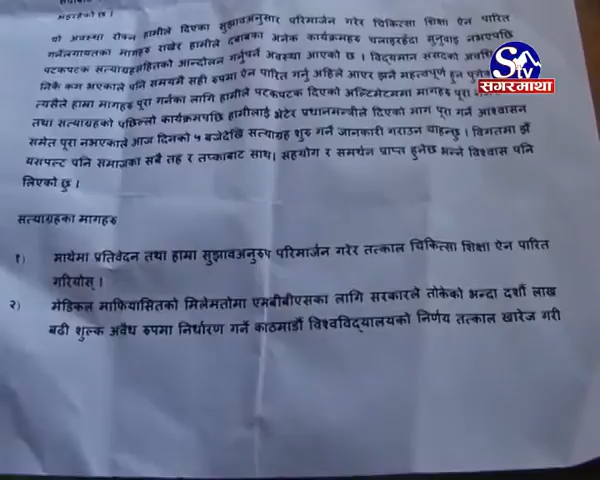 भइरहेको छ ।
यो अवस्था रोक्न हामीले दिएका सुझावअनुसार परिमार्जन गरेर चिकित्सा शिक्षा ऐन पारित
गर्नेलगायतका मागहरु राखेर हामीले दबाबका अनेक कार्यक्रमहरु चलाइरहँदा सुनुवाइ नभएपछि
पटकपटक सत्याग्रहसहितको आन्दोलन गर्नुपर्ने अवस्था आएको छ । विद्यमान संसदको अवधि
निकै कम भएकाले पनि समयमै सही रुपमा ऐन पारित गर्नु अहिले आएर झनै महत्वपूर्ण हुन पुगेको
त्यसैले हाम्रा मागहरु पूरा गर्नका लागि हामीले पटकपटक दिएको अल्टिमेटममा मागहरु पूरा
तथा सत्याग्रहको पछिल्लो कार्यक्रमपछि हामीलाई भेटेर प्रधानमन्त्रीले दिएको माग पूरा गर्ने आश्वासन
समेत पूरा नभएकाले आज दिनको ५ बजेदेखि सत्याग्रह शुरु गर्ने जानकारी गराउन चाहन्छु । विगतमा झैं
यसपल्ट पनि समाजका सबै तह र तप्काबाट साथ। सहयोग र समर्थन प्राप्त हुनेछ भन्ने विश्वास पनि
लिएको छु ।
सत्याग्रहका मागहरु
१) माथेमा प्रतिवेदन तथा हाम्रा सुझावअनुरुप परिमार्जन गरेर तत्काल चिकित्सा शिक्षा ऐन पारित
गरियोस् ।
२) मेडिकल माफियासितको मिलेमतोमा एमबीबीएसका लागि सरकारले तोकेको भन्दा दशौं लाख
बढी शुल्क अवैध रुपमा निर्धारण गर्ने काठमाडौं विश्वविद्यालयको निर्णय तत्काल खारेज गरी
STV
सगरमाथा